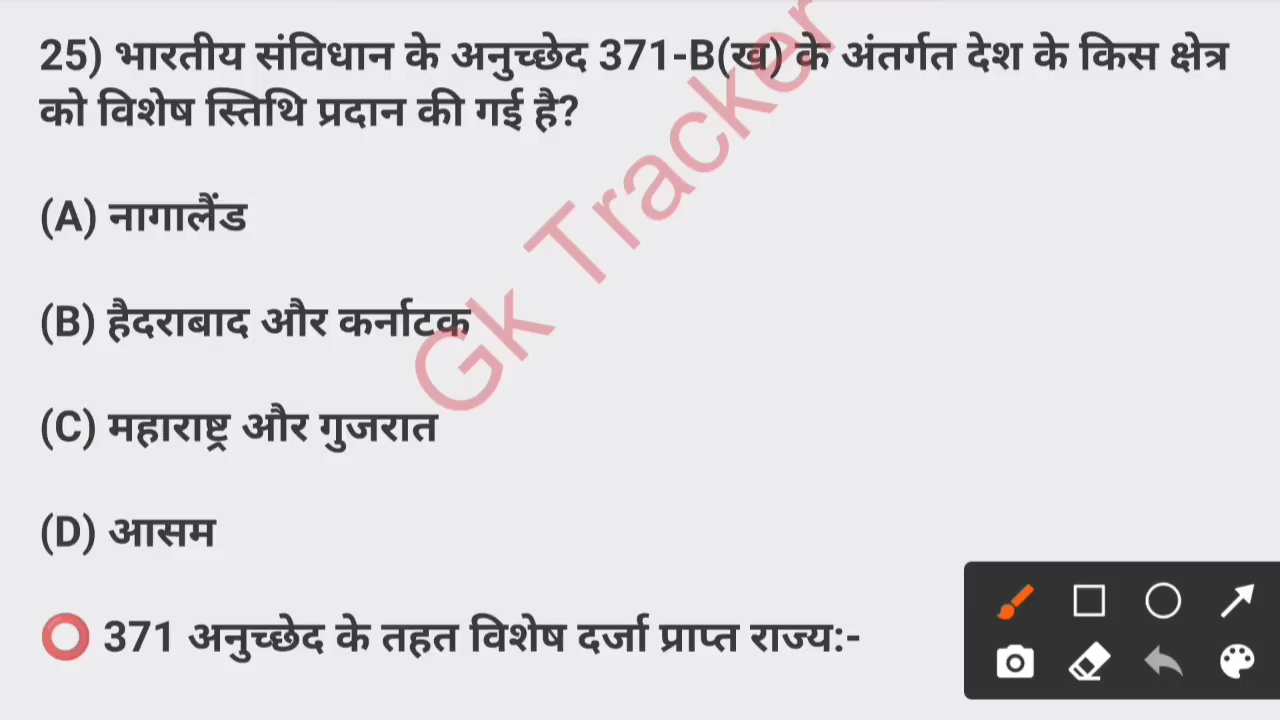 25) भारतीय संविधान के अनुच्छेद 371-B(ख) के अंतर्गत देश के किस क्षेत्र
को विशेष स्तिथि प्रदान की गई है?
(A) नागालैंड
(B) हैदराबाद और कर्नाटक
(C) महाराष्ट्र और गुजरात
(D) आसम
371 अनुच्छेद के तहत विशेष दर्जा प्राप्त राज्य:-
Gk Tracker